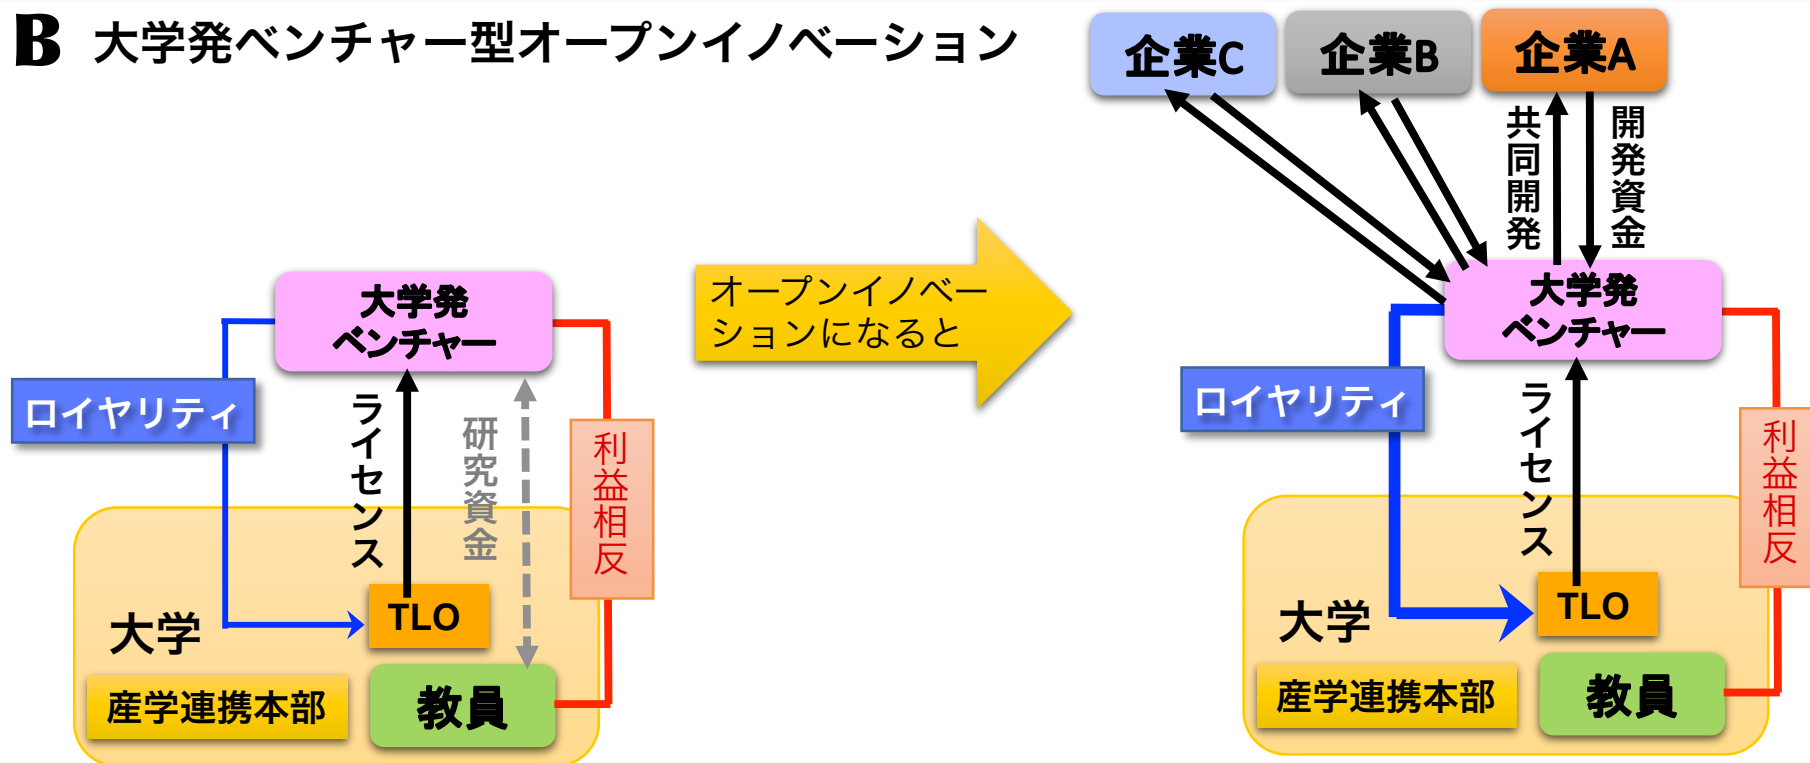 B 大学発ベンチャー型オープンイノベーション
大学発
ベンチャー
ロイヤリティ
ライセンス
研究資金
利益相反
大学
TLO
産学連携本部
教員
オープンイノベー
ションになると
企業C
企業B
企業A
共同開発
開発資金
大学発
ベンチャー
ロイヤリティ
ライセンス
利益相反
大学
TLO
産学連携本部
教員